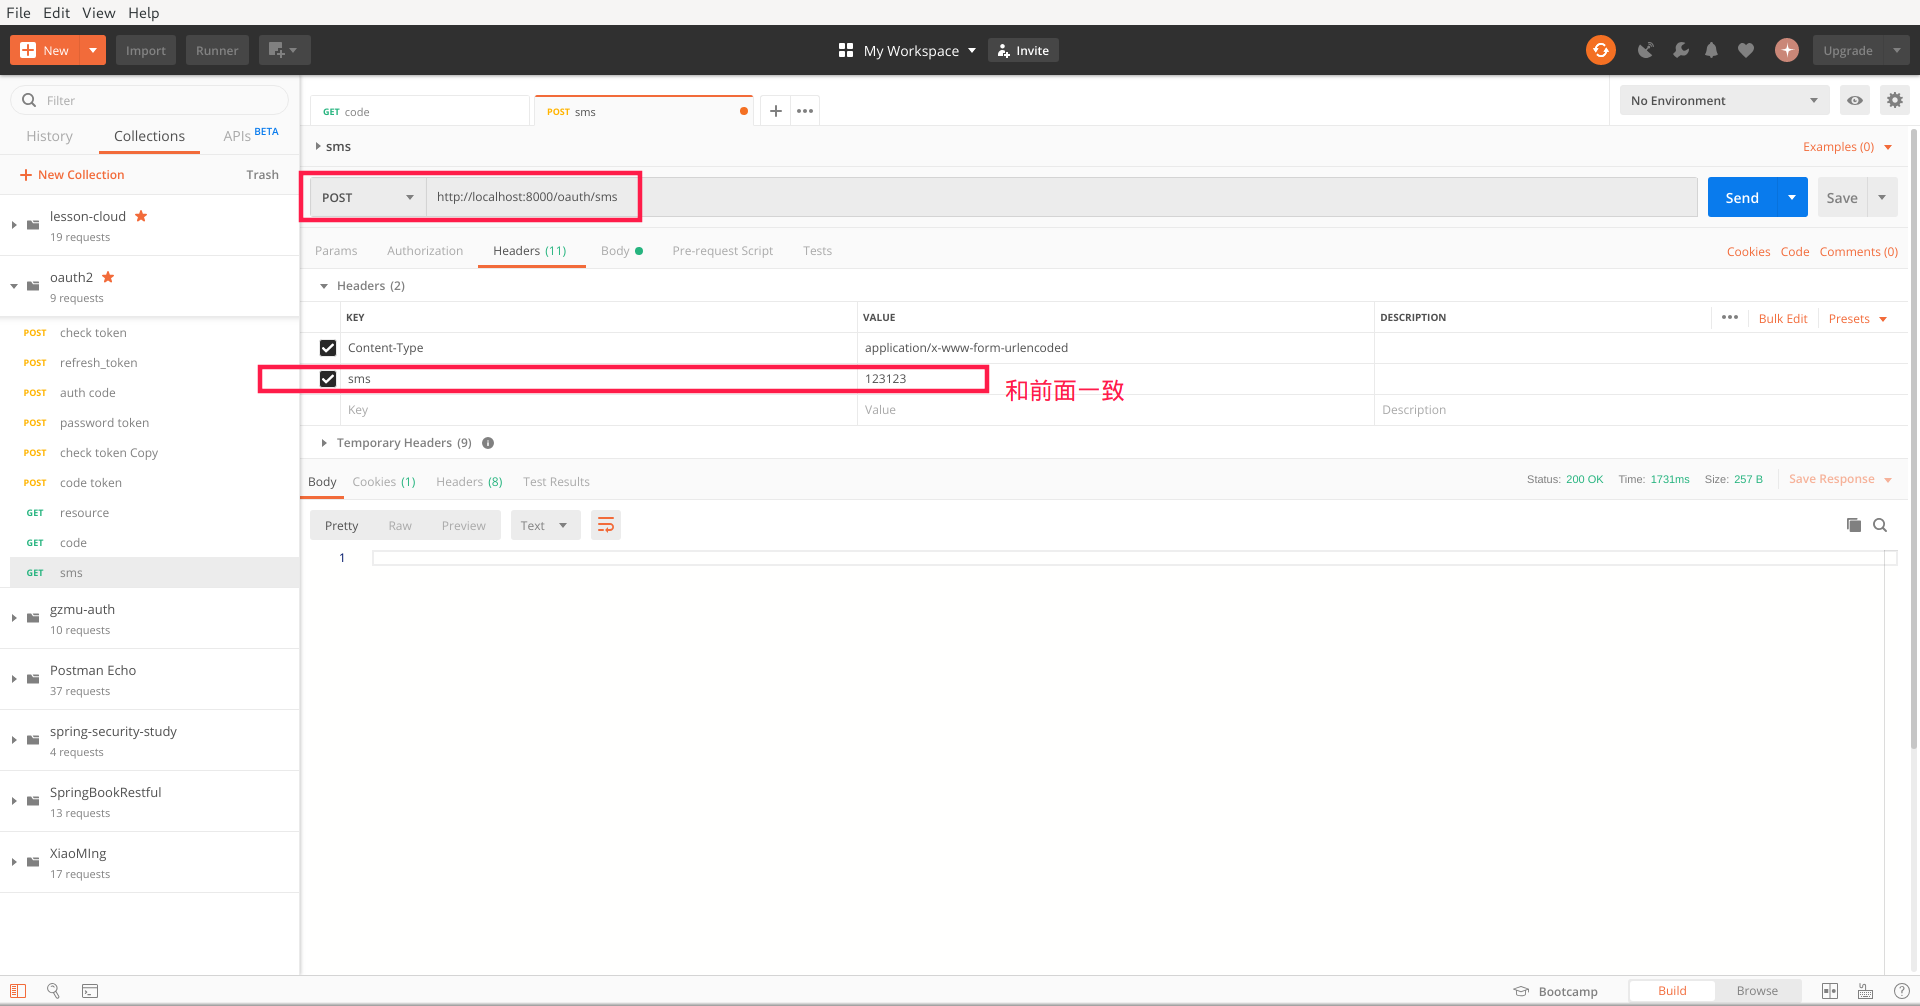 File Edit View Help
New Import Runner My Workspace Invite Upgrade
Filter
History Collections APIs BETA
New Collection Trash
lesson-cloud
19 requests
oauth2
9 requests
POST check token
POST refresh_token
POST auth code
POST password token
POST check token Copy
POST code token
GET resource
GET code
GET sms
gzmu-auth
10 requests
Postman Echo
37 requests
spring-security-study
4 requests
SpringBookRestful
13 requests
XiaoMIng
17 requests
GET code POST sms No Environment
sms Examples (0)
POST http://localhost:8000/oauth/sms Send Save
Params Authorization Headers (11) Body Pre-request Script Tests Cookies Code Comments (0)
Headers (2)
KEY VALUE DESCRIPTION Bulk Edit Presets
Content-Type application/x-www-form-urlencoded
sms 123123
和前面一致
Key Value Description
Temporary Headers (9)
Body Cookies (1) Headers (8) Test Results Status: 200 OK Time: 1731ms Size: 257 B Save Response
Pretty Raw Preview Text
1
Bootcamp Build Browse